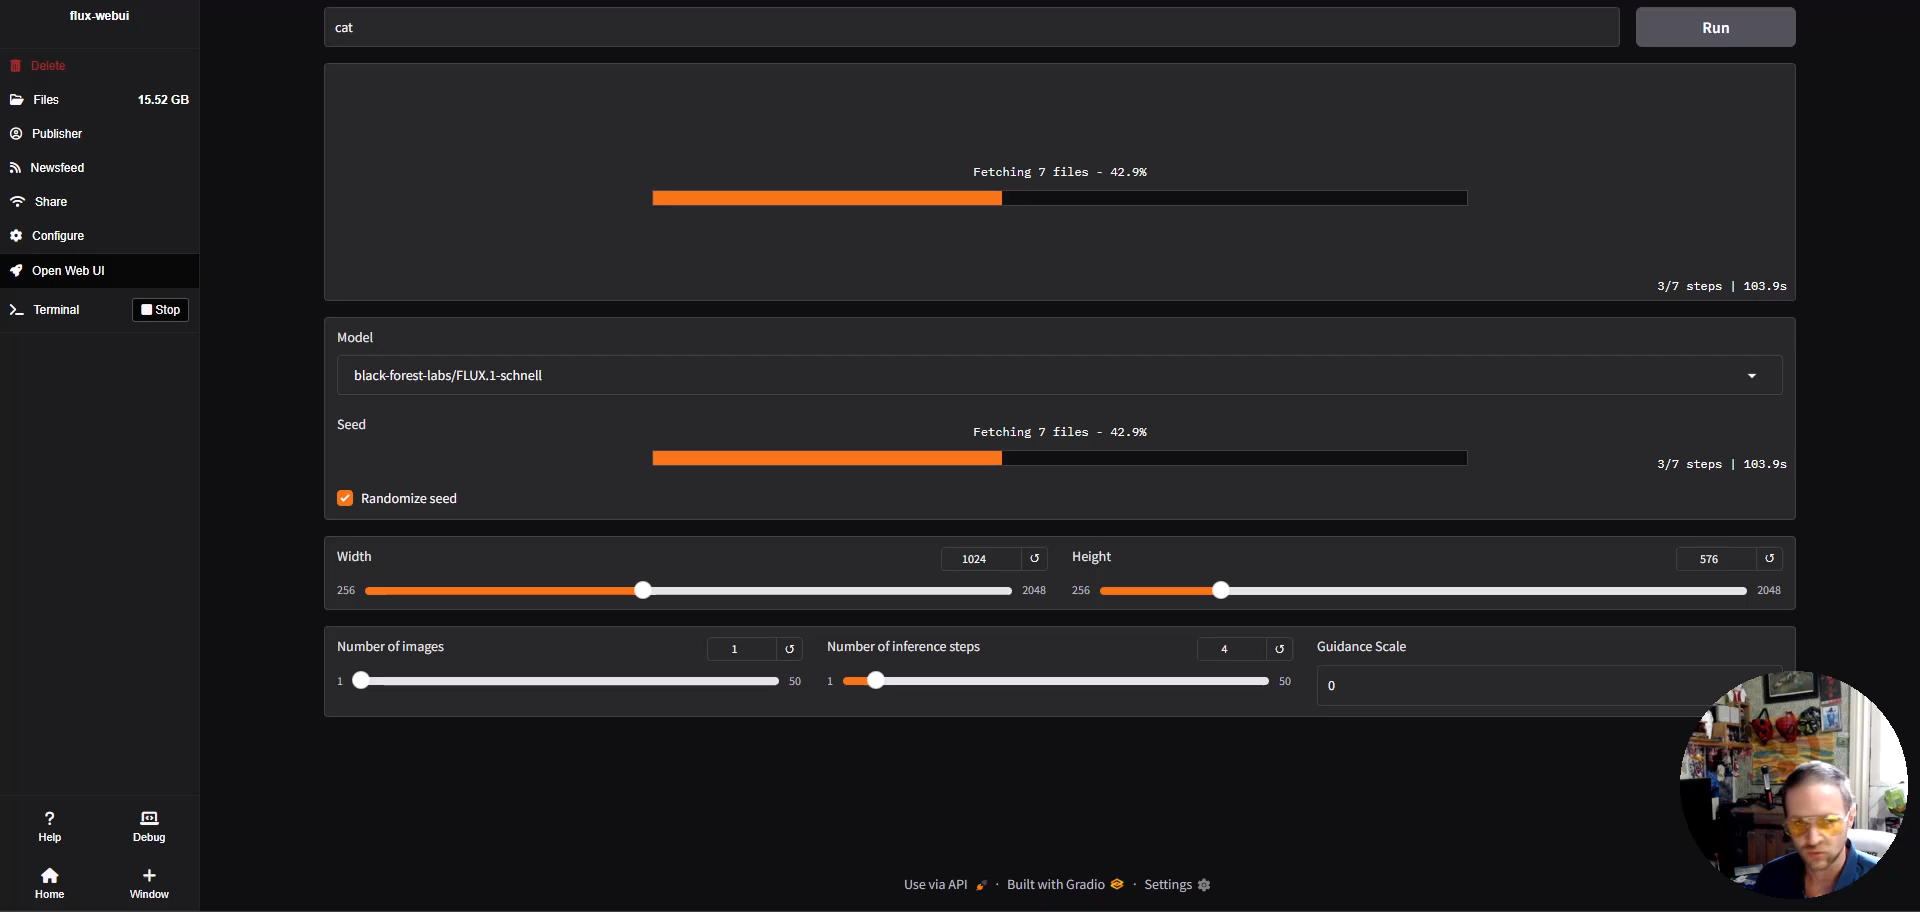 flux-webui
Delete
Files 15.52 GB
Publisher
Newsfeed
Share
Configure
Open Web UI
Terminal Stop
Help Debug
Home Window
cat Run
Fetching 7 files - 42.9%
3/7 steps | 103.9s
Model
black-forest-labs/FLUX.1-schnell
Seed
Fetching 7 files - 42.9%
3/7 steps | 103.9s
Randomize seed
Width 1024 Height 576
256 2048 256 2048
Number of images 1 Number of inference steps 4 Guidance Scale
1 50 1 50 0
Use via API · Built with Gradio · Settings